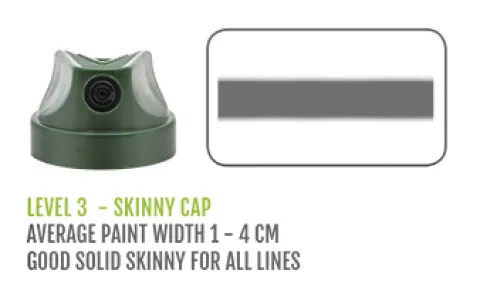 LEVEL 3 - SKINNY CAP
AVERAGE PAINT WIDTH 1 - 4 CM
GOOD SOLID SKINNY FOR ALL LINES